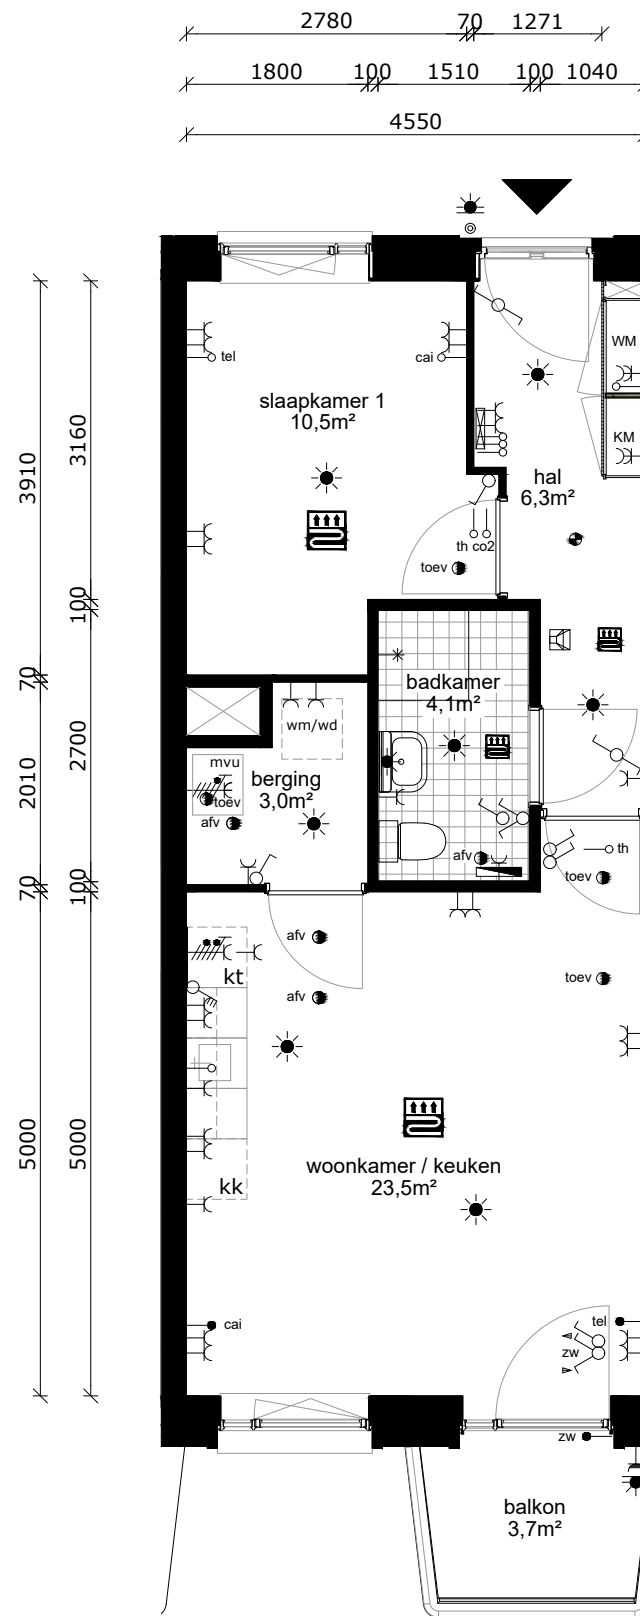 2780 70 1271
1800 100 1510 100 1040
4550
WM
tel
cai
slaapkamer 1
10,5m²
KM
hal
6,3m²
3910
3160
th co2
toev
100
70
badkamer
4,1m²
wm/wd
2700
2010
mvu
berging
3,0m²
toev
afv
th
afv
toev
70
100
afv
kt
toev
afv
5000
5000
woonkamer / keuken
23,5m²
kk
cai
tel
zw
zw
balkon
3,7m²